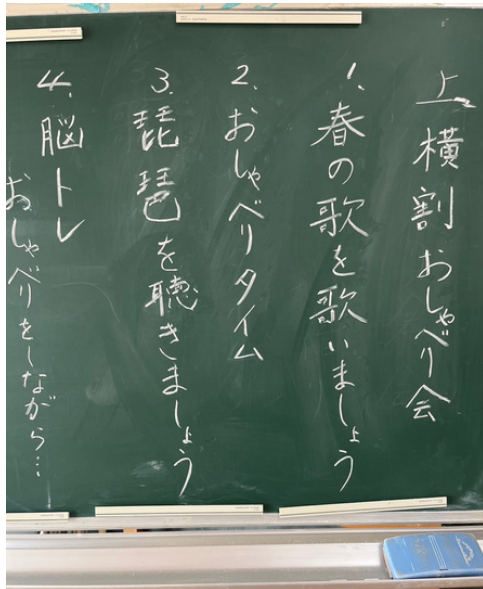 上横割おしゃべり会
1. 春の歌を歌いましょう
2. おしゃべりタイム
3. 琵琶を聴きましょう
4. 脳トレ
おしゃべりをしながら…